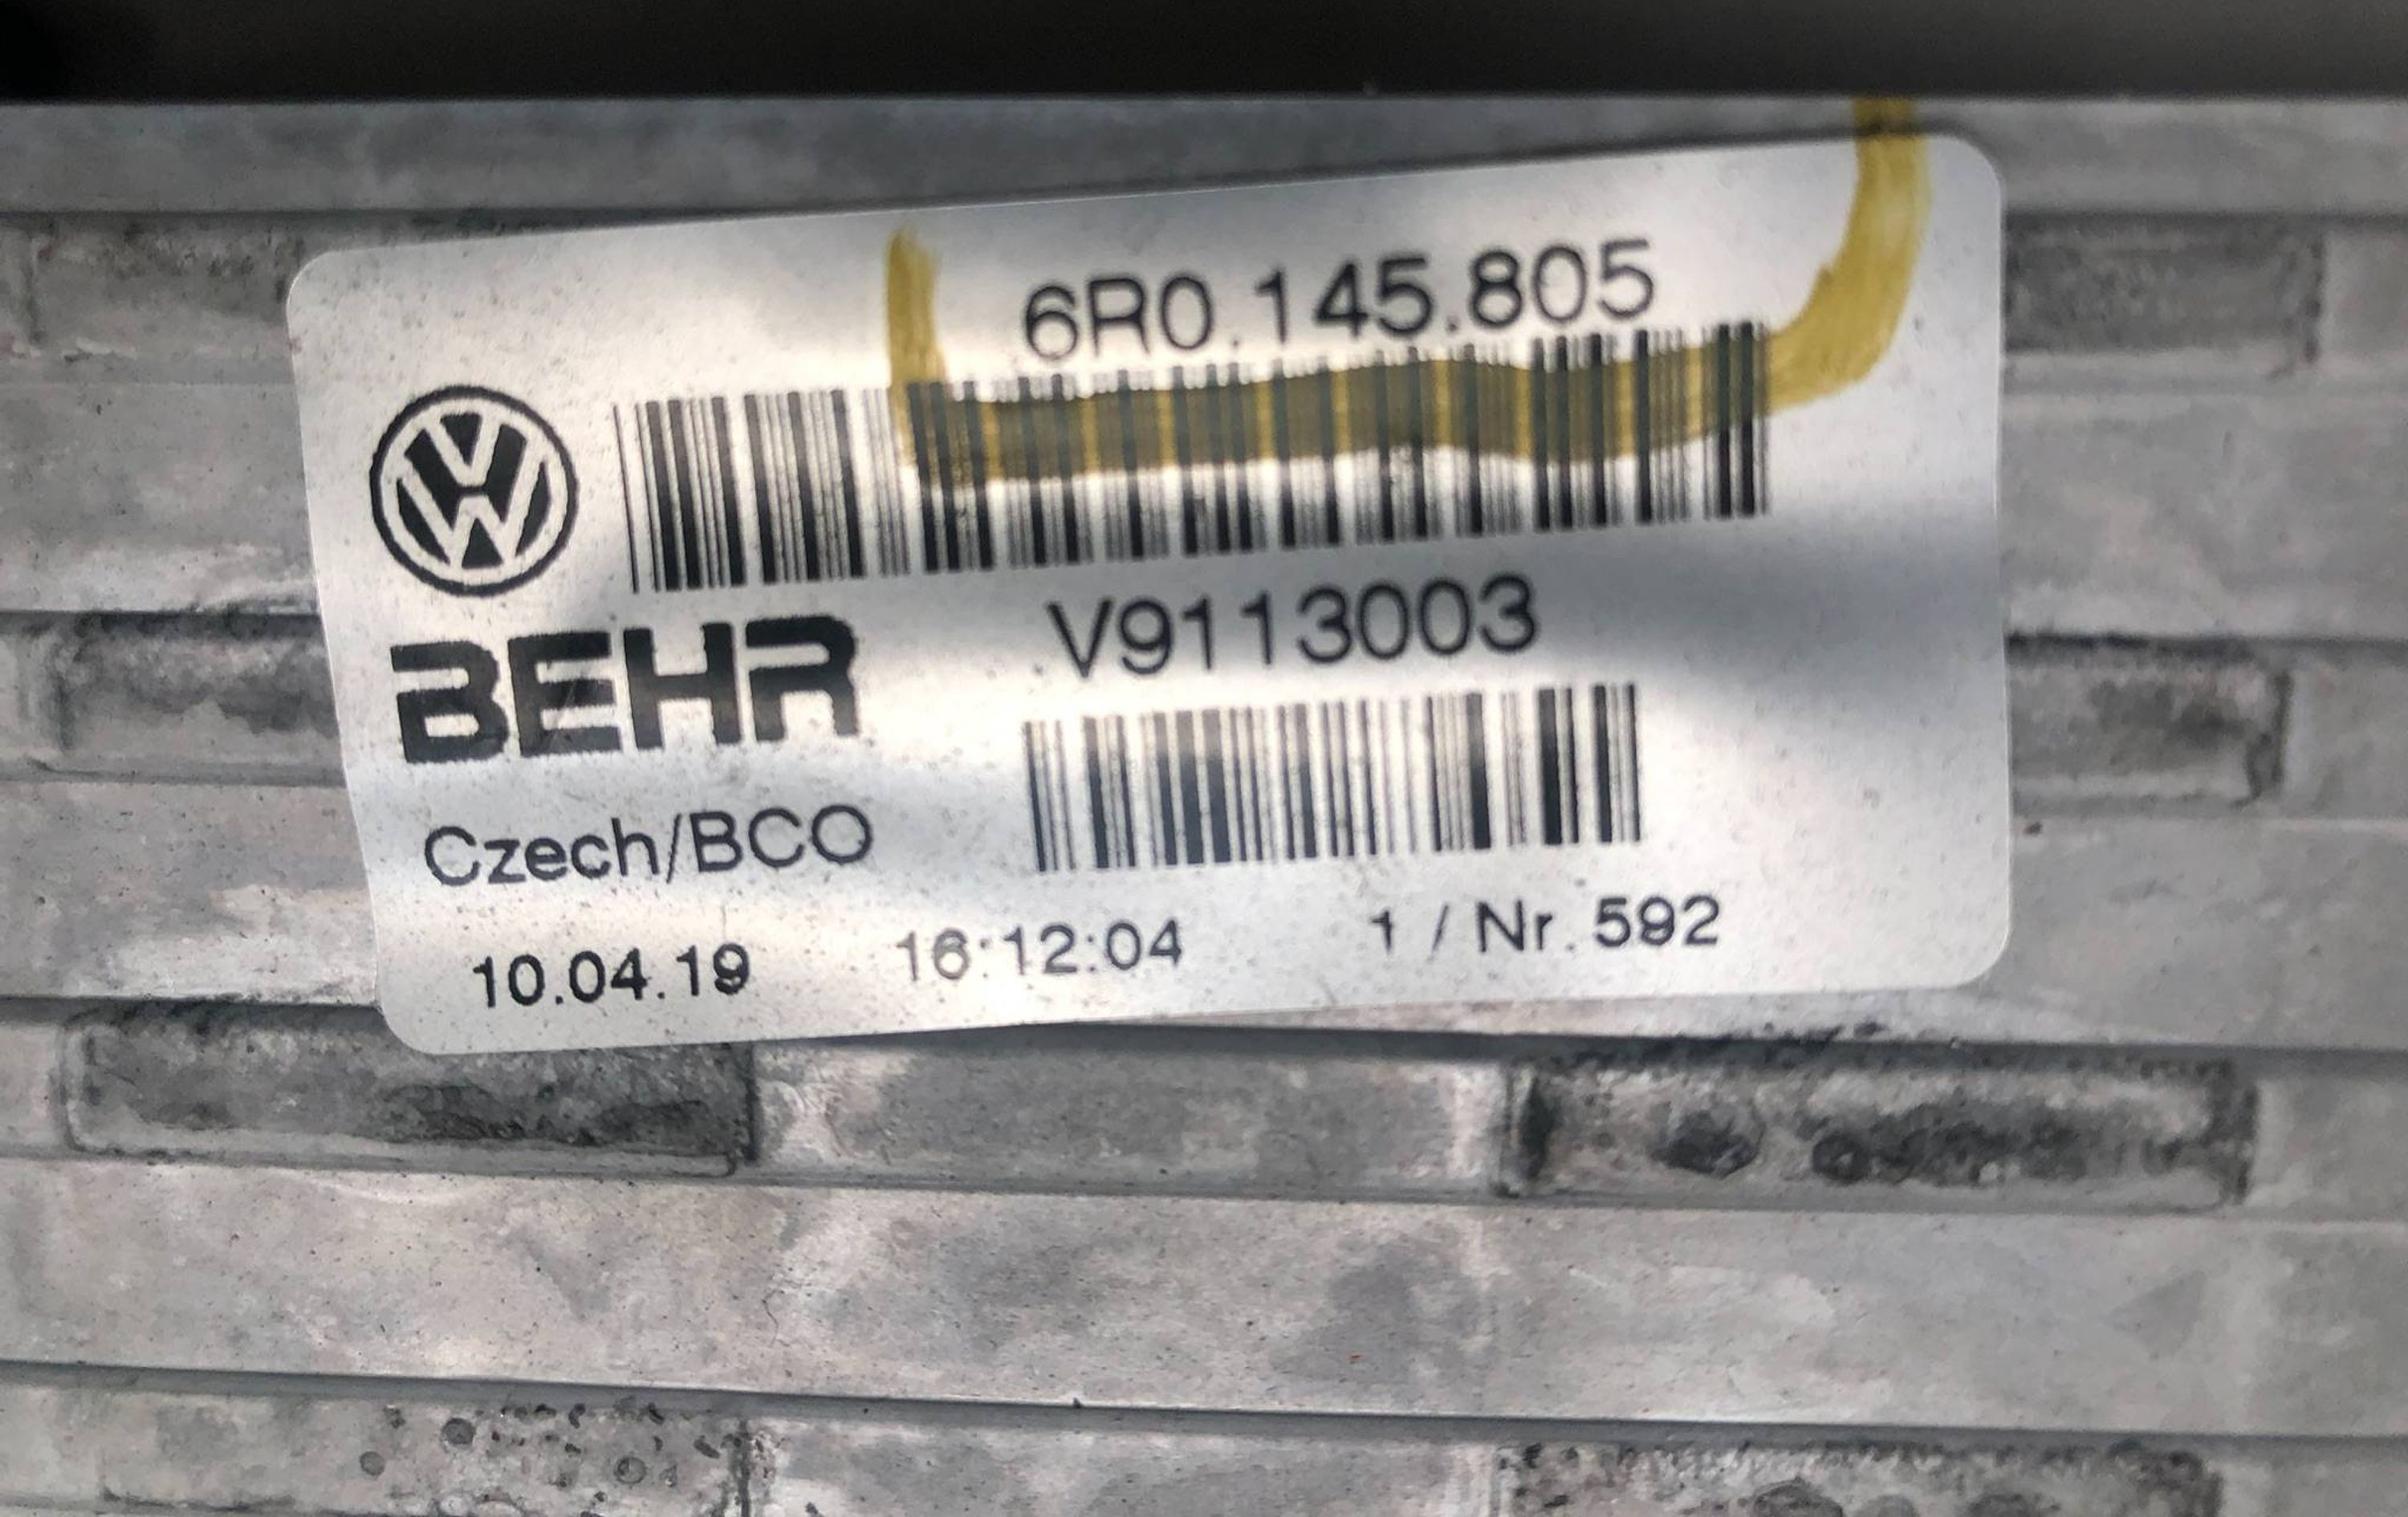 6R0.145.805
V9113003
BEHR
Czech/BCO
10.04.19 16:12:04 1 / Nr. 592